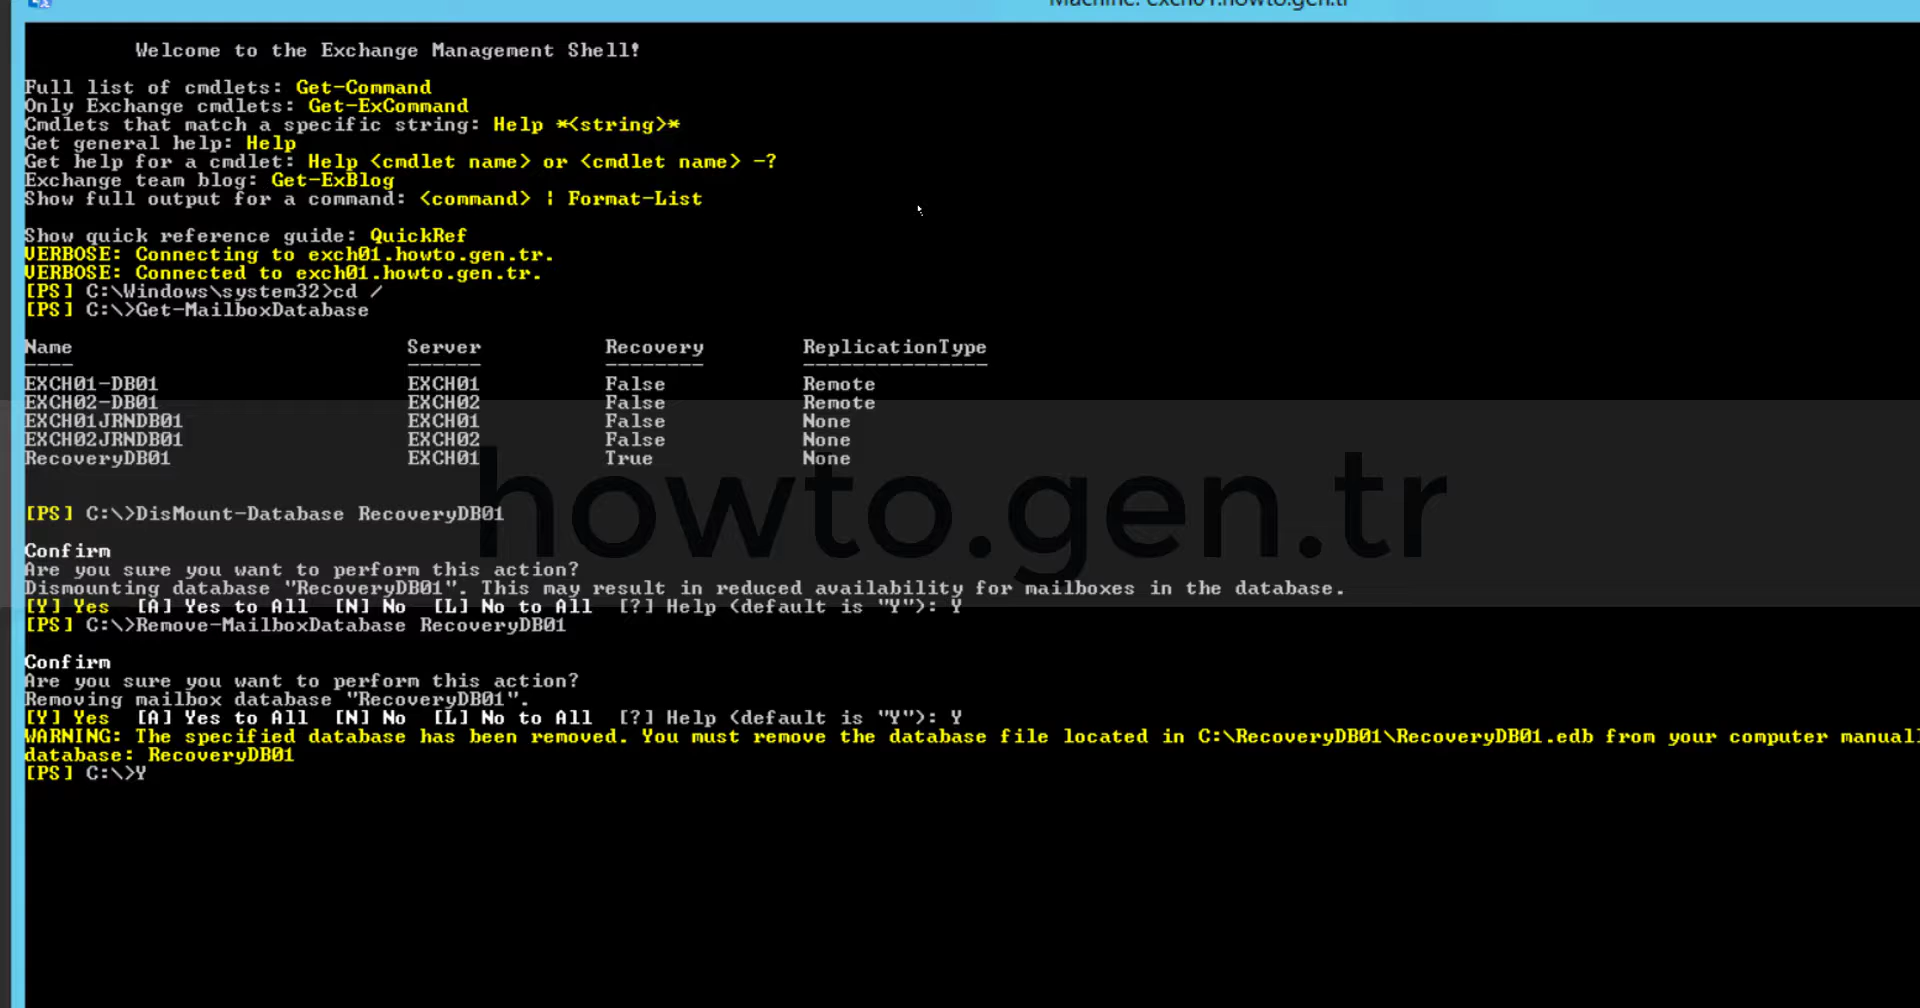 Machine: exch01.howto.gen.tr
Welcome to the Exchange Management Shell!
Full list of cmdlets: Get-Command
Only Exchange cmdlets: Get-ExCommand
Cmdlets that match a specific string: Help *<string>*
Get general help: Help
Get help for a cmdlet: Help <cmdlet name> or <cmdlet name> -?
Exchange team blog: Get-ExBlog
Show full output for a command: <command> | Format-List
Show quick reference guide: QuickRef
VERBOSE: Connecting to exch01.howto.gen.tr.
VERBOSE: Connected to exch01.howto.gen.tr.
[PS] C:\Windows\system32>cd /
[PS] C:\>Get-MailboxDatabase
Name Server Recovery ReplicationType
---- ------ -------- ---------------
EXCH01-DB01 EXCH01 False Remote
EXCH02-DB01 EXCH02 False Remote
EXCH01JRNDB01 EXCH01 False None
EXCH02JRNDB01 EXCH02 False None
RecoveryDB01 EXCH01 True None
howto.gen.tr
[PS] C:\>DisMount-Database RecoveryDB01
Confirm
Are you sure you want to perform this action?
Dismounting database "RecoveryDB01". This may result in reduced availability for mailboxes in the database.
[Y] Yes [A] Yes to All [N] No [L] No to All [?] Help (default is "Y"): Y
[PS] C:\>Remove-MailboxDatabase RecoveryDB01
Confirm
Are you sure you want to perform this action?
Removing mailbox database "RecoveryDB01".
[Y] Yes [A] Yes to All [N] No [L] No to All [?] Help (default is "Y"): Y
WARNING: The specified database has been removed. You must remove the database file located in C:\RecoveryDB01\RecoveryDB01.edb from your computer manuall
database: RecoveryDB01
[PS] C:\>Y